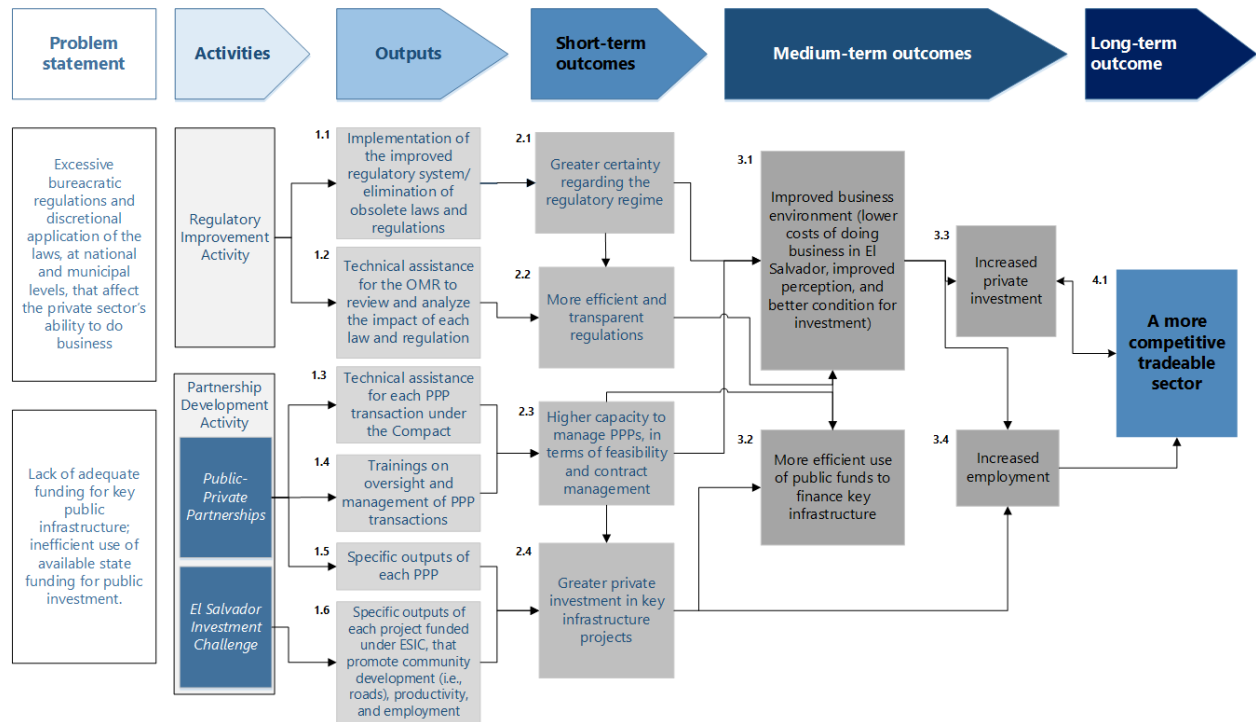 Problem
statement
Activities
Outputs
Short-term
outcomes
Medium-term outcomes
Long-term
outcome
Excessive
bureacratic
regulations and
discretional
application of the
laws, at national
and municipal
levels, that affect
the private sector's
ability to do
business
Lack of adequate
funding for key
public
infrastructure;
inefficient use of
available state
funding for public
investment.
Regulatory
Improvement
Activity
Partnership
Development
Activity
Public-
Private
Partnerships
El Salvador
Investment
Challenge
1.1
Implementation of
the improved
regulatory system/
elimination of
obsolete laws and
regulations
1.2
Technical assistance
for the OMR to
review and analyze
the impact of each
law and regulation
1.3
Technical assistance
for each PPP
transaction under
the Compact
1.4
Trainings on
oversight and
management of PPP
transactions
1.5
Specific outputs of
each PPP
1.6
Specific outputs of
each project funded
under ESIC, that
promote community
development (i.e.,
roads), productivity,
and employment
2.1
Greater certainty
regarding the
regulatory regime
2.2
More efficient and
transparent
regulations
2.3
Higher capacity to
manage PPPs, in
terms of feasibility
and contract
management
2.4
Greater private
investment in key
infrastructure
projects
3.1
Improved business
environment (lower
costs of doing
business in El
Salvador, improved
perception, and
better condition for
investment)
3.2
More efficient use
of public funds to
finance key
infrastructure
3.3
Increased
private
investment
3.4
Increased
employment
4.1
A more
competitive
tradeable
sector